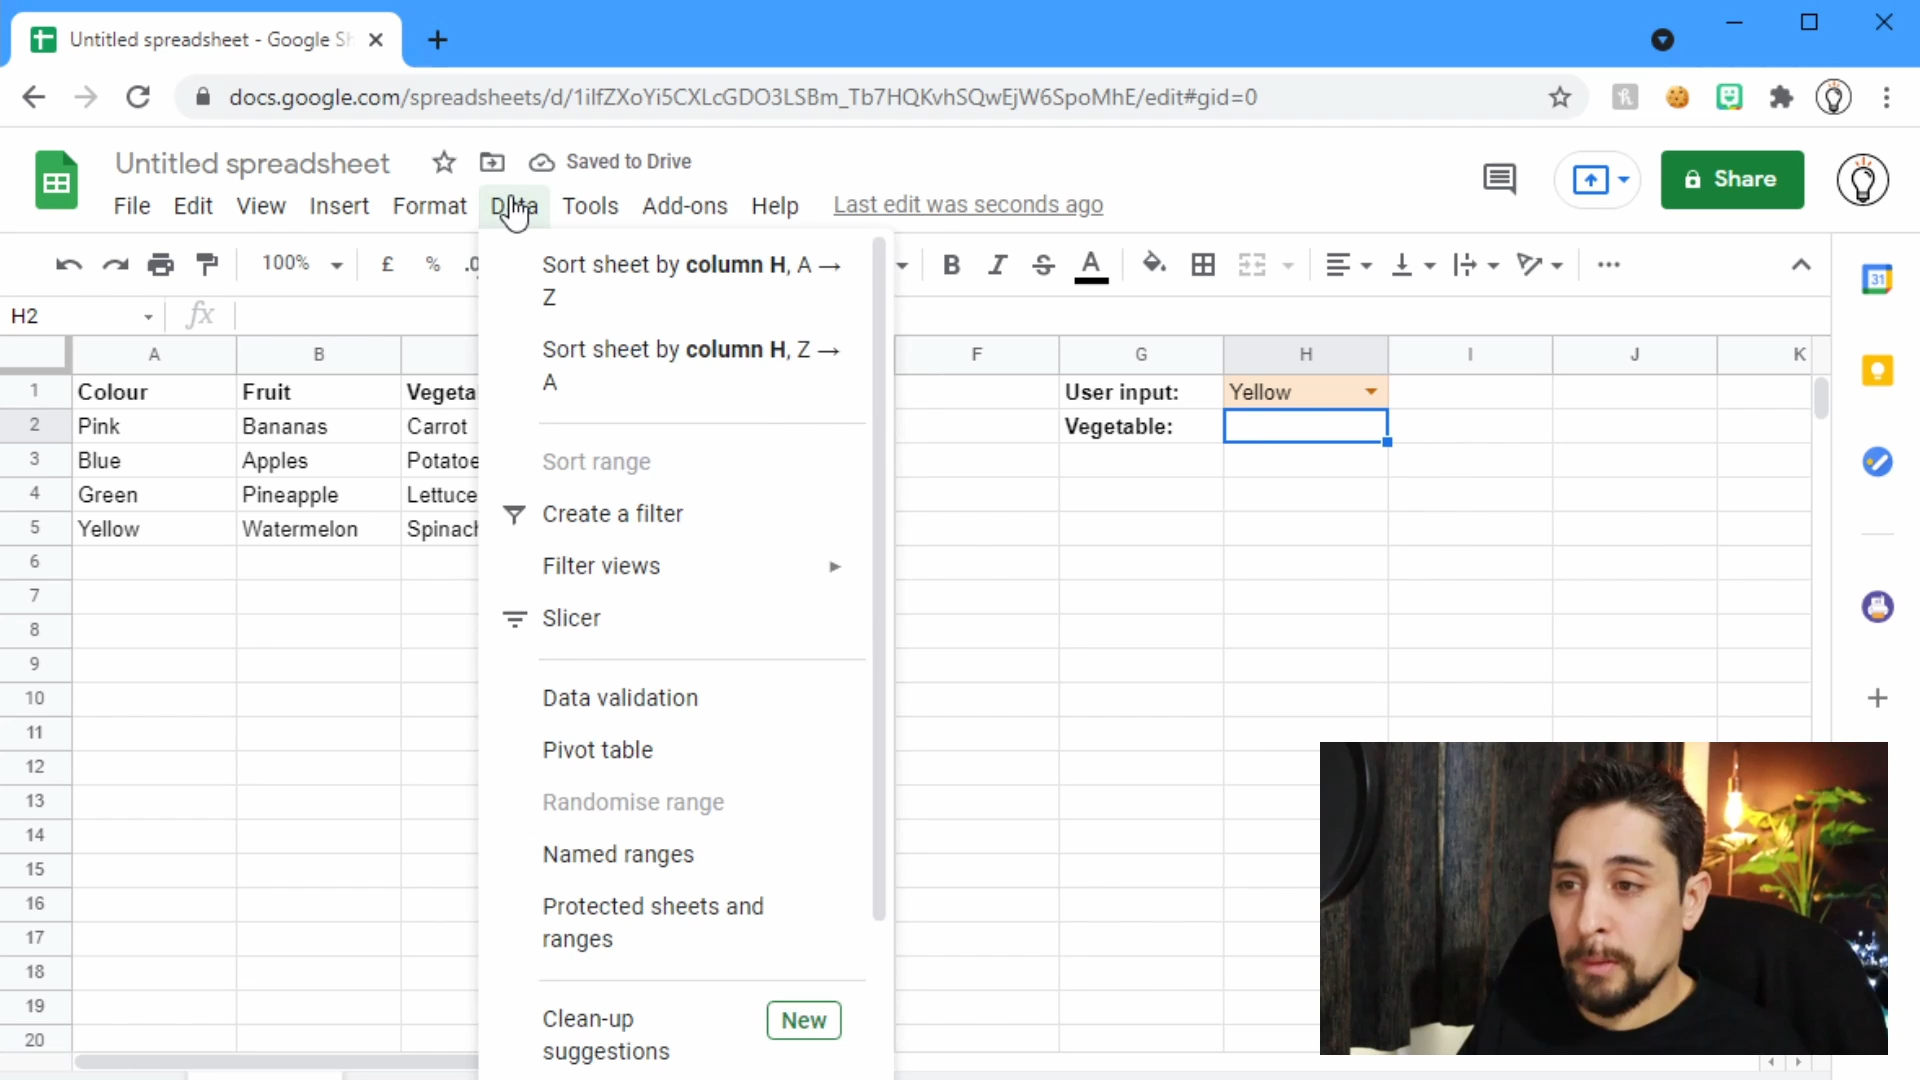 Untitled spreadsheet - Google Sh
docs.google.com/spreadsheets/d/1ilfZXoYi5CXLcGDO3LSBm_Tb7HQKvhSQwEjW6SpoMhE/edit#gid=0
Untitled spreadsheet Saved to Drive
File Edit View Insert Format Data Tools Add-ons Help Last edit was seconds ago
Share
100% £ % .0 B I S A
H2 fx
Sort sheet by column H, A →
Z
Sort sheet by column H, Z →
A
Sort range
Create a filter
Filter views
Slicer
Data validation
Pivot table
Randomise range
Named ranges
Protected sheets and
ranges
Clean-up
suggestions
New
A B F G H I J K
1 Colour Fruit Vegeta User input: Yellow
2 Pink Bananas Carrot Vegetable:
3 Blue Apples Potatoe
4 Green Pineapple Lettuce
5 Yellow Watermelon Spinach
6
7
8
9
10
11
12
13
14
15
16
17
18
19
20
31